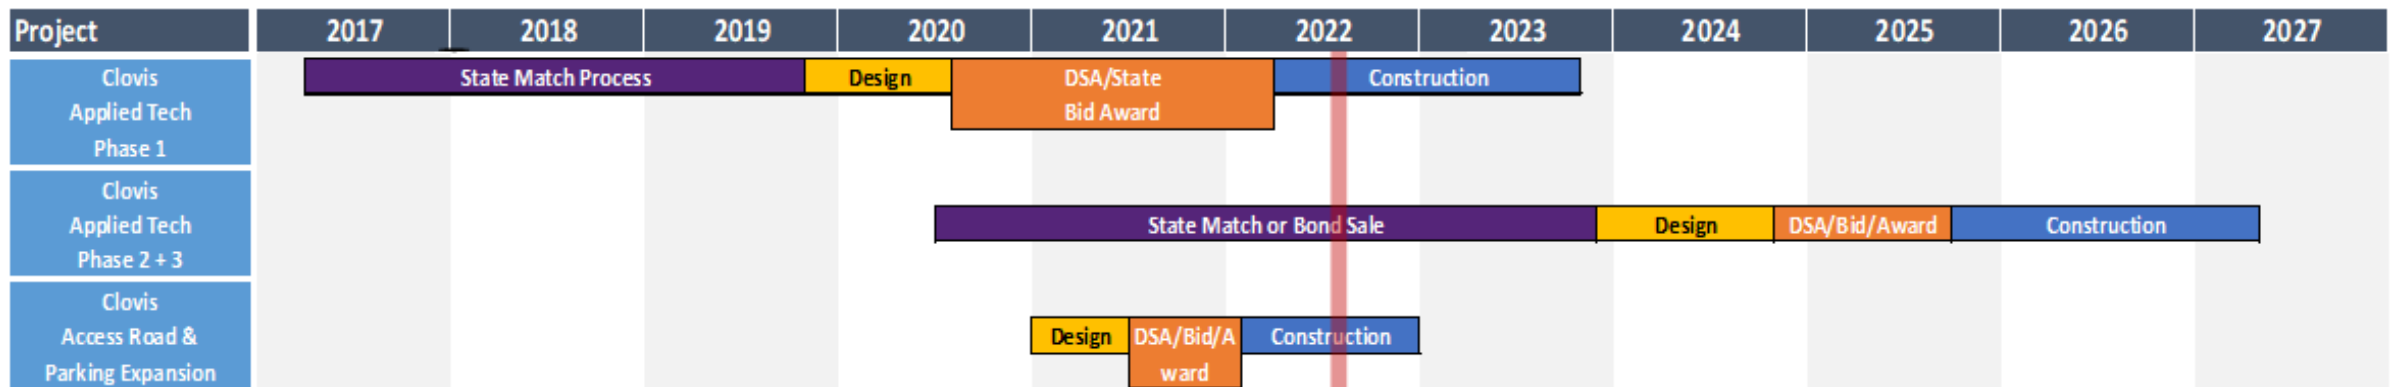 Project 2017 2018 2019 2020 2021 2022 2023 2024 2025 2026 2027
Clovis
Applied Tech
Phase 1
State Match Process
Design
DSA/State
Bid Award
Construction
Clovis
Applied Tech
Phase 2 + 3
State Match or Bond Sale
Design
DSA/Bid/Award
Construction
Clovis
Access Road &
Parking Expansion
Design
DSA/Bid/A
ward
Construction